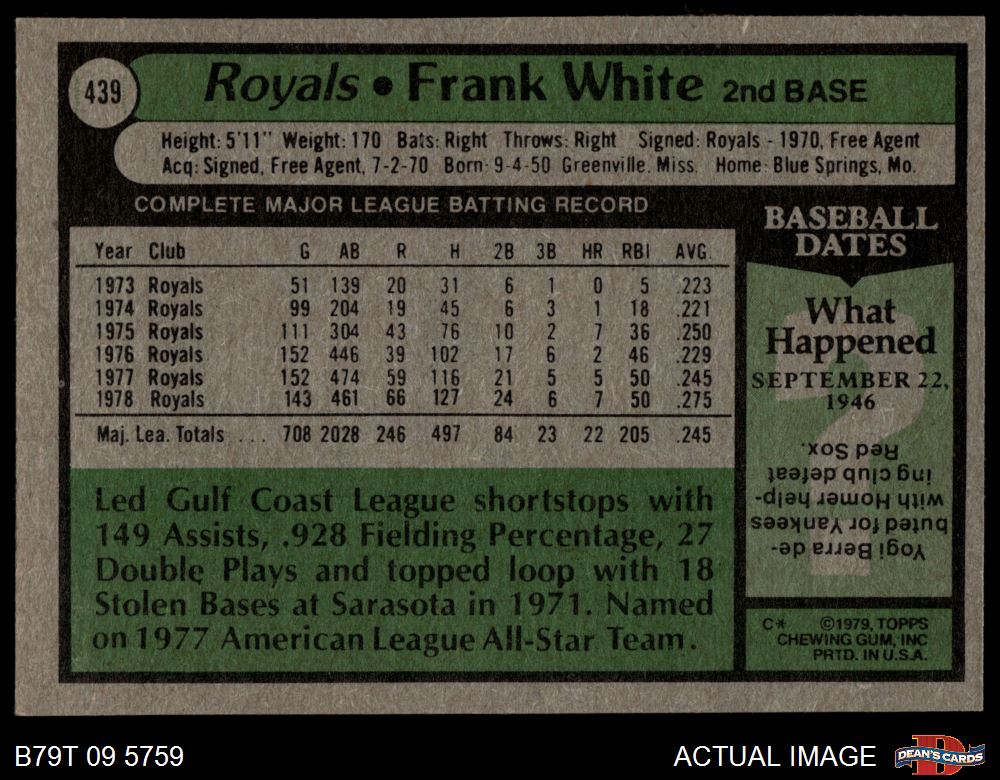 439
Royals • Frank White 2nd BASE
Height: 5'11" Weight: 170 Bats: Right Throws: Right Signed: Royals - 1970, Free Agent
Acq: Signed, Free Agent, 7-2-70 Born: 9-4-50 Greenville, Miss. Home: Blue Springs, Mo.
COMPLETE MAJOR LEAGUE BATTING RECORD
Year Club G AB R H 2B 3B HR RBI AVG.
1973 Royals 51 139 20 31 6 1 0 5 .223
1974 Royals 99 204 19 45 6 3 1 18 .221
1975 Royals 111 304 43 76 10 2 7 36 .250
1976 Royals 152 446 39 102 17 6 2 46 .229
1977 Royals 152 474 59 116 21 5 5 50 .245
1978 Royals 143 461 66 127 24 6 7 50 .275
Maj. Lea. Totals ... 708 2028 246 497 84 23 22 205 .245
Led Gulf Coast League shortstops with
149 Assists, .928 Fielding Percentage, 27
Double Plays and topped loop with 18
Stolen Bases at Sarasota in 1971. Named
on 1977 American League All-Star Team.
BASEBALL
DATES
What
Happened
SEPTEMBER 22,
1946
Yogi Berra de-
buted for Yankees
with Homer help-
ing club defeat
Red Sox.
C* ©1979, TOPPS
CHEWING GUM, INC
PRTD. IN U.S.A.
B79T 09 5759
ACTUAL IMAGE
DEAN'S CARDS